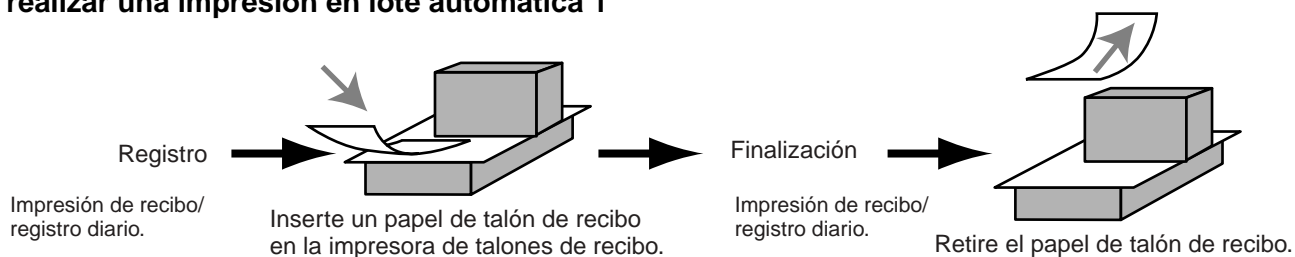 realizar una impresión en lote automática 1
Registro
Impresión de recibo/
registro diario.
Inserte un papel de talón de recibo
en la impresora de talones de recibo.
Finalización
Impresión de recibo/
registro diario.
Retire el papel de talón de recibo.